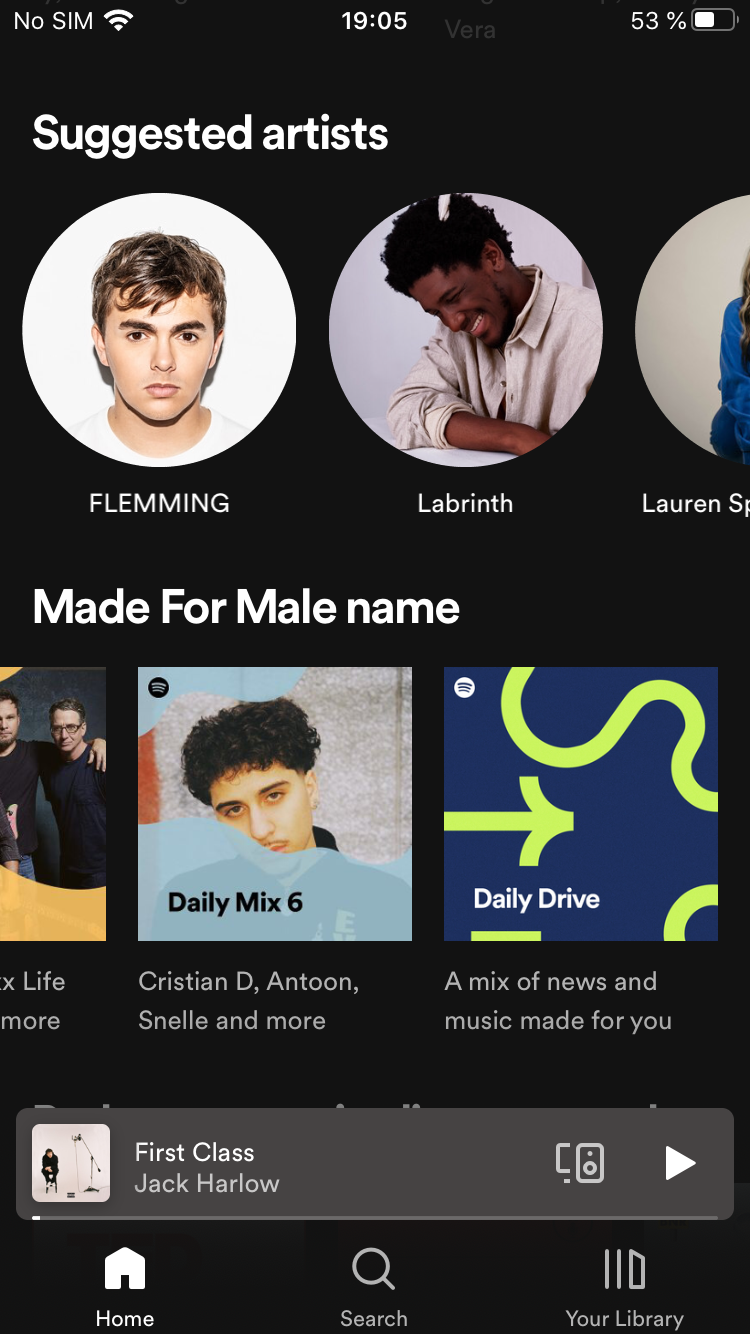 Vera
No SIM
19:05
53 %
Suggested artists
FLEMMING
Labrinth
Lauren Sp
Made For Male name
Daily Mix 6
Daily Drive
x Life
more
Cristian D, Antoon,
Snelle and more
A mix of news and
music made for you
First Class
Jack Harlow
Home
Search
Your Library